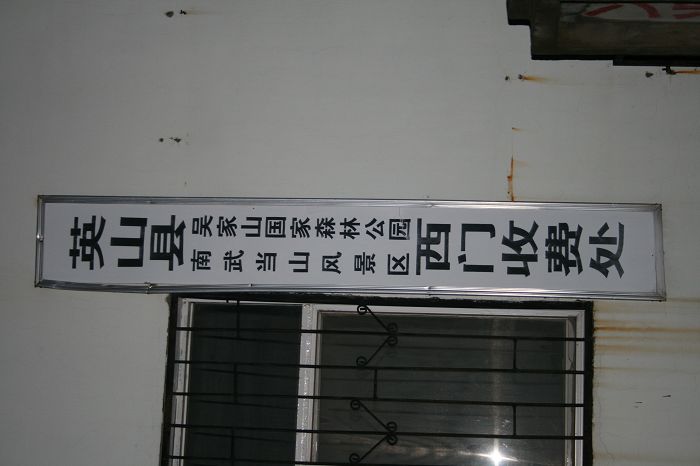 英山县
吴家山国家森林公园
南武当山风景区
西门收费处